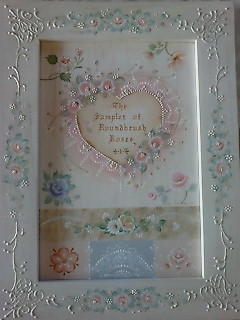 The
Sampler of
Roundbrush
Roses